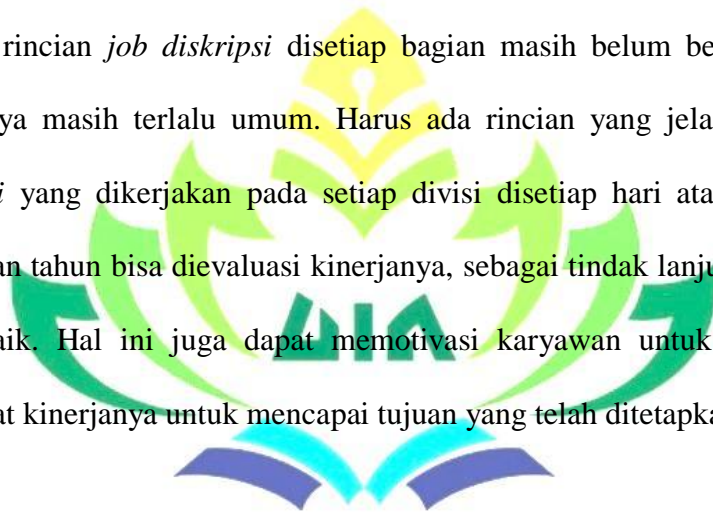 rincian job diskripsi disetiap bagian masih belum be
ya masih terlalu umum. Harus ada rincian yang jela
i yang dikerjakan pada setiap divisi disetiap hari ata
an tahun bisa dievaluasi kinerjanya, sebagai tindak lanju
UIN
aik. Hal ini juga dapat memotivasi karyawan untuk
at kinerjanya untuk mencapai tujuan yang telah ditetapka